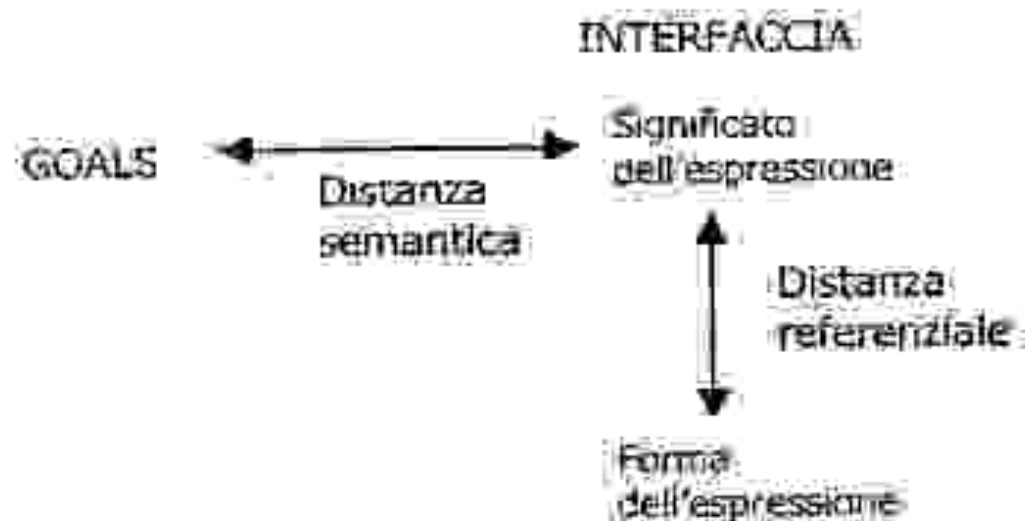 INTERFACCIA
GOALS
Significato
dell'espressione
Distanza
semantica
Distanza
referenziale
Forma
dell'espressione